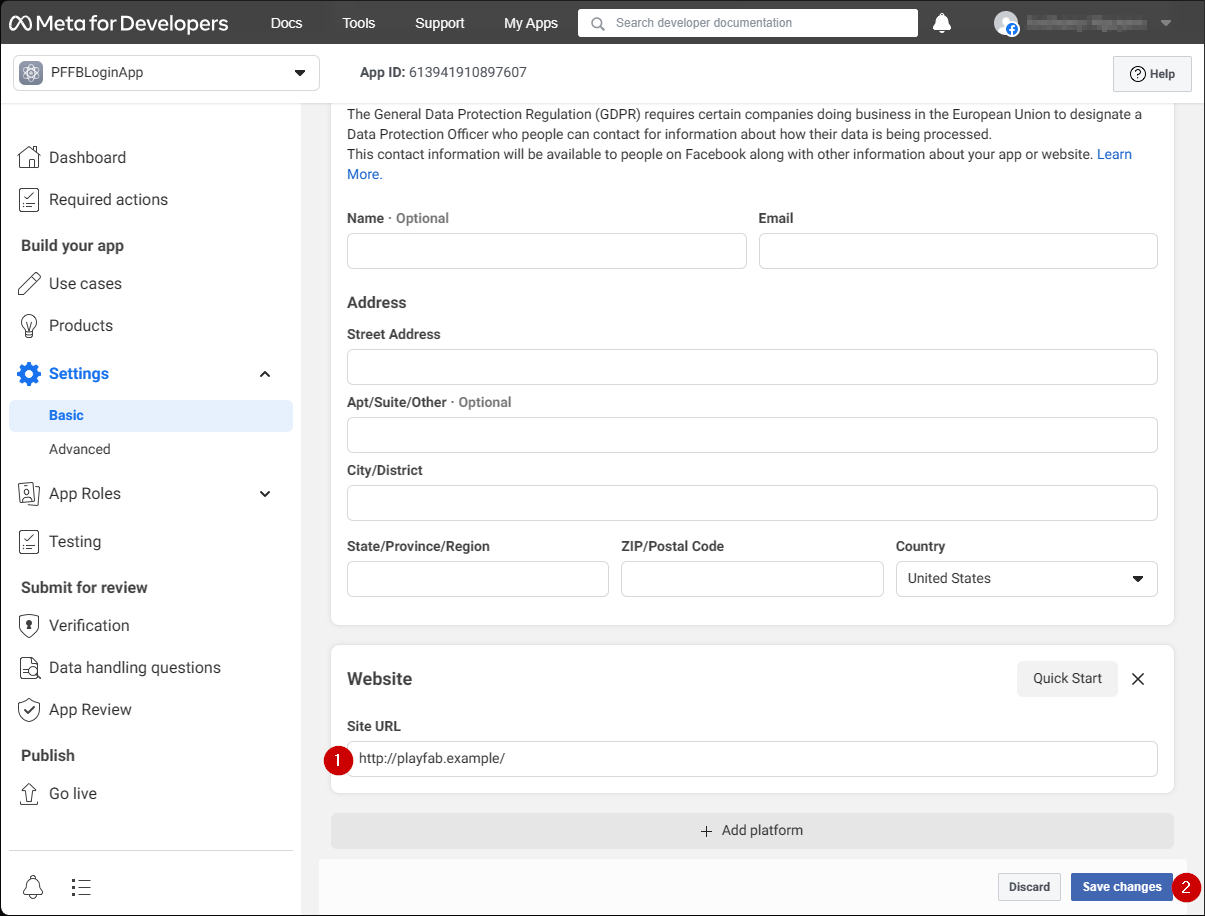 Meta for Developers
Docs
Tools
Support
My Apps
Search developer documentation
PFFBLoginApp
App ID: 613941910897607
Help
Dashboard
Required actions
Build your app
Use cases
Products
Settings
Basic
Advanced
App Roles
Testing
Submit for review
Verification
Data handling questions
App Review
Publish
Go live
The General Data Protection Regulation (GDPR) requires certain companies doing business in the European Union to designate a
Data Protection Officer who people can contact for information about how their data is being processed.
This contact information will be available to people on Facebook along with other information about your app or website. Learn
More.
Name · Optional
Email
Address
Street Address
Apt/Suite/Other · Optional
City/District
State/Province/Region
ZIP/Postal Code
Country
United States
Website
Quick Start
Site URL
1
http://playfab.example/
+ Add platform
Discard
Save changes
2